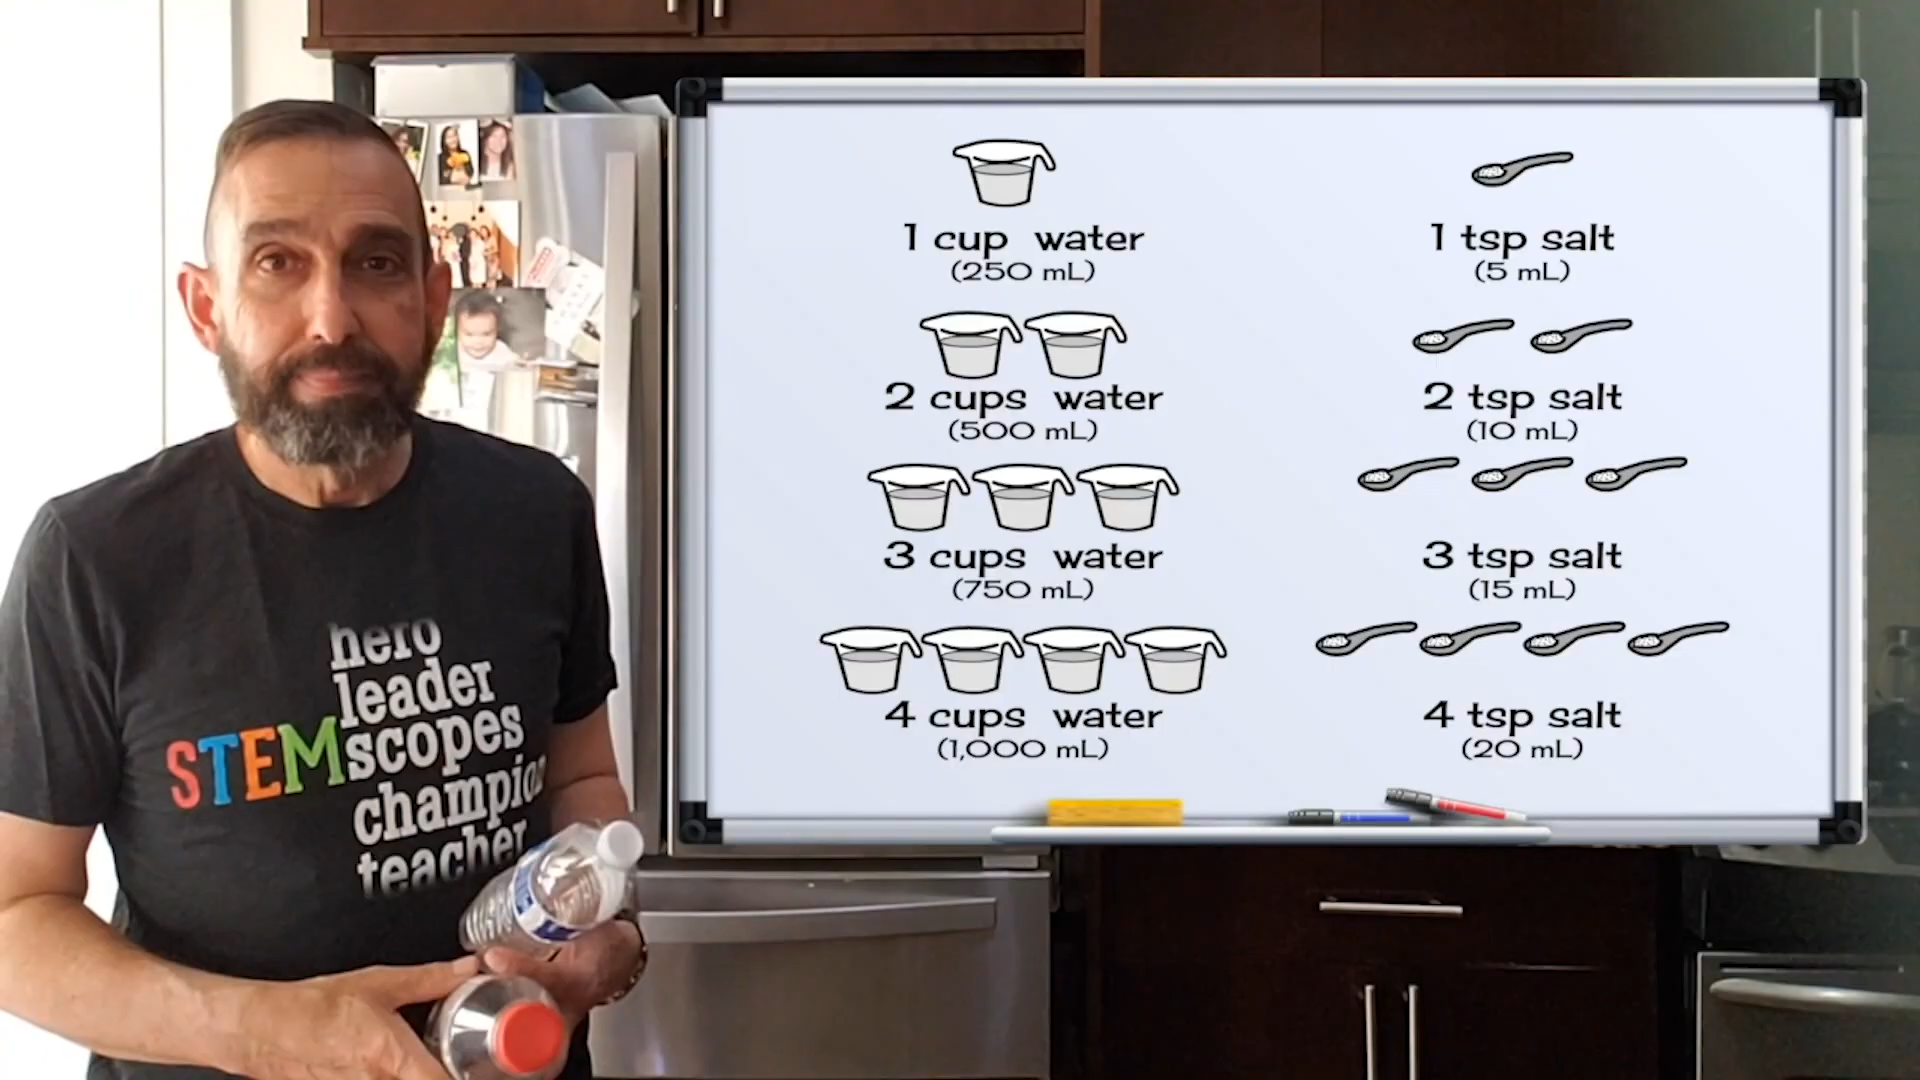 1 cup water
(250 mL)
1 tsp salt
(5 mL)
2 cups water
(500 mL)
2 tsp salt
(10 mL)
3 cups water
(750 mL)
3 tsp salt
(15 mL)
4 cups water
(1,000 mL)
4 tsp salt
(20 mL)
hero
leader
STEMscopes
champion
teacher